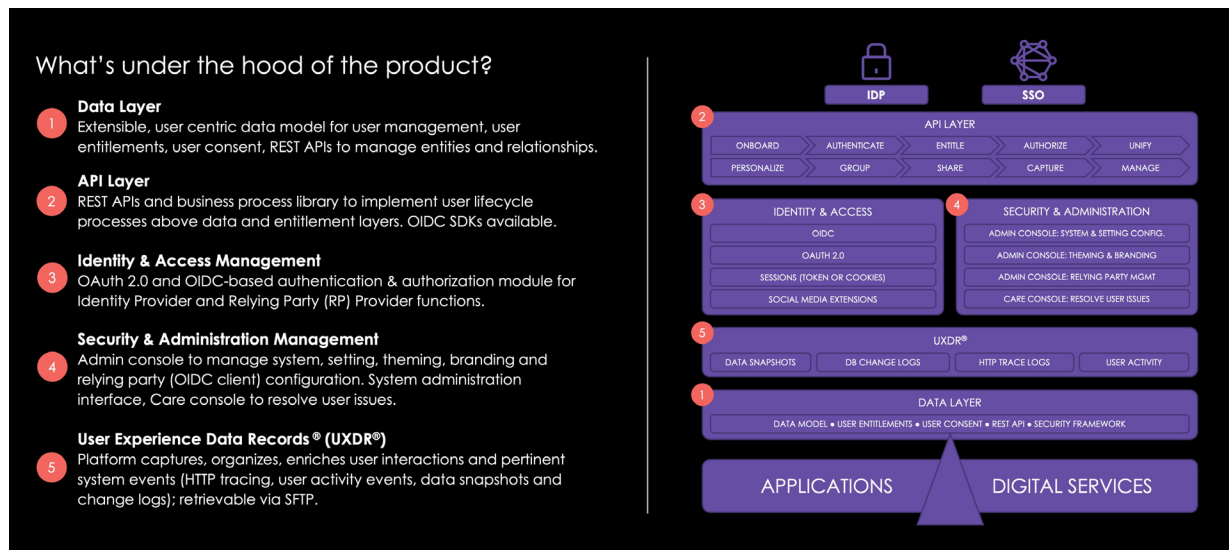 What's under the hood of the product?
1
Data Layer
Extensible, user centric data model for user management, user
entitlements, user consent, REST APIs to manage entities and relationships.
2
API Layer
REST APIs and business process library to implement user lifecycle
processes above data and entitlement layers. OIDC SDKs available.
3
Identity & Access Management
OAuth 2.0 and OIDC-based authentication & authorization module for
Identity Provider and Relying Party (RP) Provider functions.
4
Security & Administration Management
Admin console to manage system, setting, theming, branding and
relying party (OIDC client) configuration. System administration
interface, Care console to resolve user issues.
5
User Experience Data Records ® (UXDR®)
Platform captures, organizes, enriches user interactions and pertinent
system events (HTTP tracing, user activity events, data snapshots and
change logs); retrievable via SFTP.
IDP
SSO
2
API LAYER
ONBOARD AUTHENTICATE ENTITLE AUTHORIZE UNIFY
PERSONALIZE GROUP SHARE CAPTURE MANAGE
3
IDENTITY & ACCESS
OIDC
OAUTH 2.0
SESSIONS (TOKEN OR COOKIES)
SOCIAL MEDIA EXTENSIONS
4
SECURITY & ADMINISTRATION
ADMIN CONSOLE: SYSTEM & SETTING CONFIG.
ADMIN CONSOLE: THEMING & BRANDING
ADMIN CONSOLE: RELYING PARTY MGMT
CARE CONSOLE: RESOLVE USER ISSUES
5
UXDR®
DATA SNAPSHOTS DB CHANGE LOGS HTTP TRACE LOGS USER ACTIVITY
1
DATA LAYER
DATA MODEL ● USER ENTITLEMENTS ● USER CONSENT ● REST API ● SECURITY FRAMEWORK
APPLICATIONS
DIGITAL SERVICES